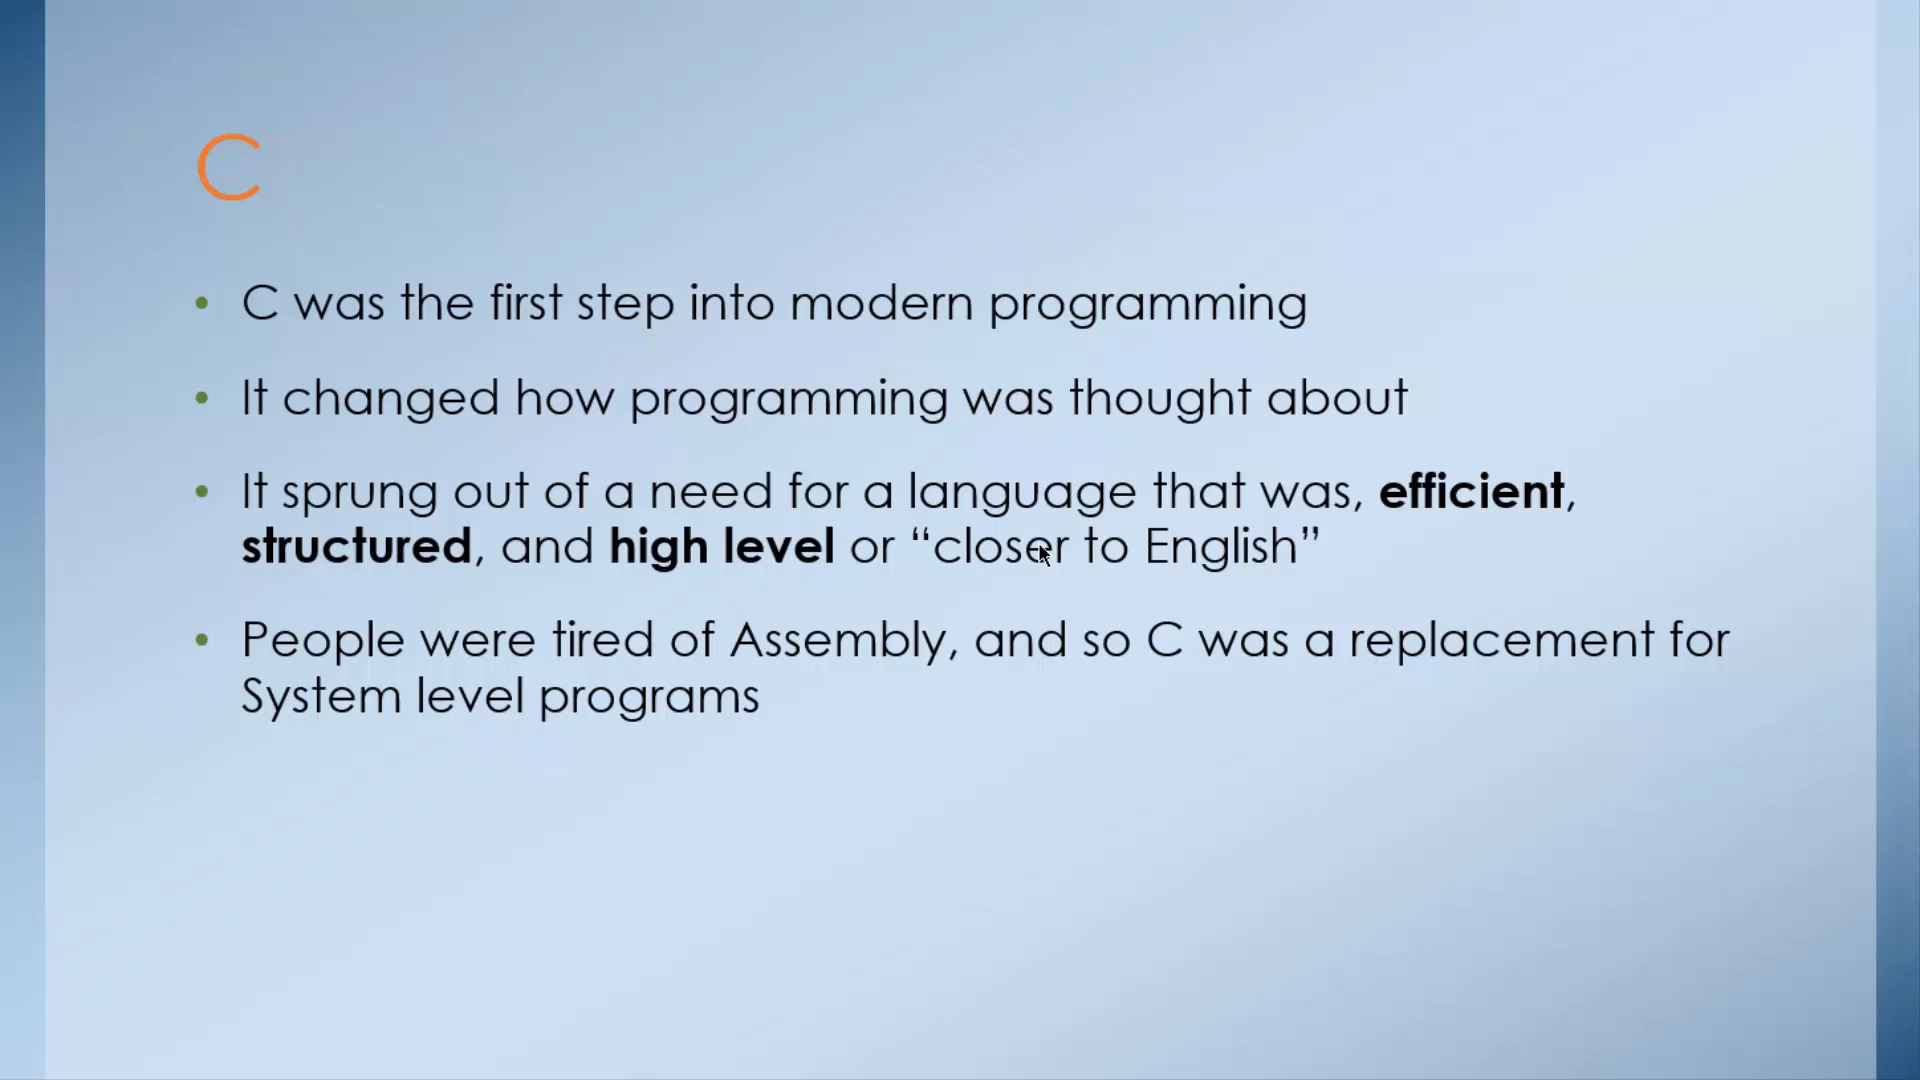 C
• C was the first step into modern programming
• It changed how programming was thought about
• It sprung out of a need for a language that was, efficient,
structured, and high level or “closer to English”
• People were tired of Assembly, and so C was a replacement for
System level programs